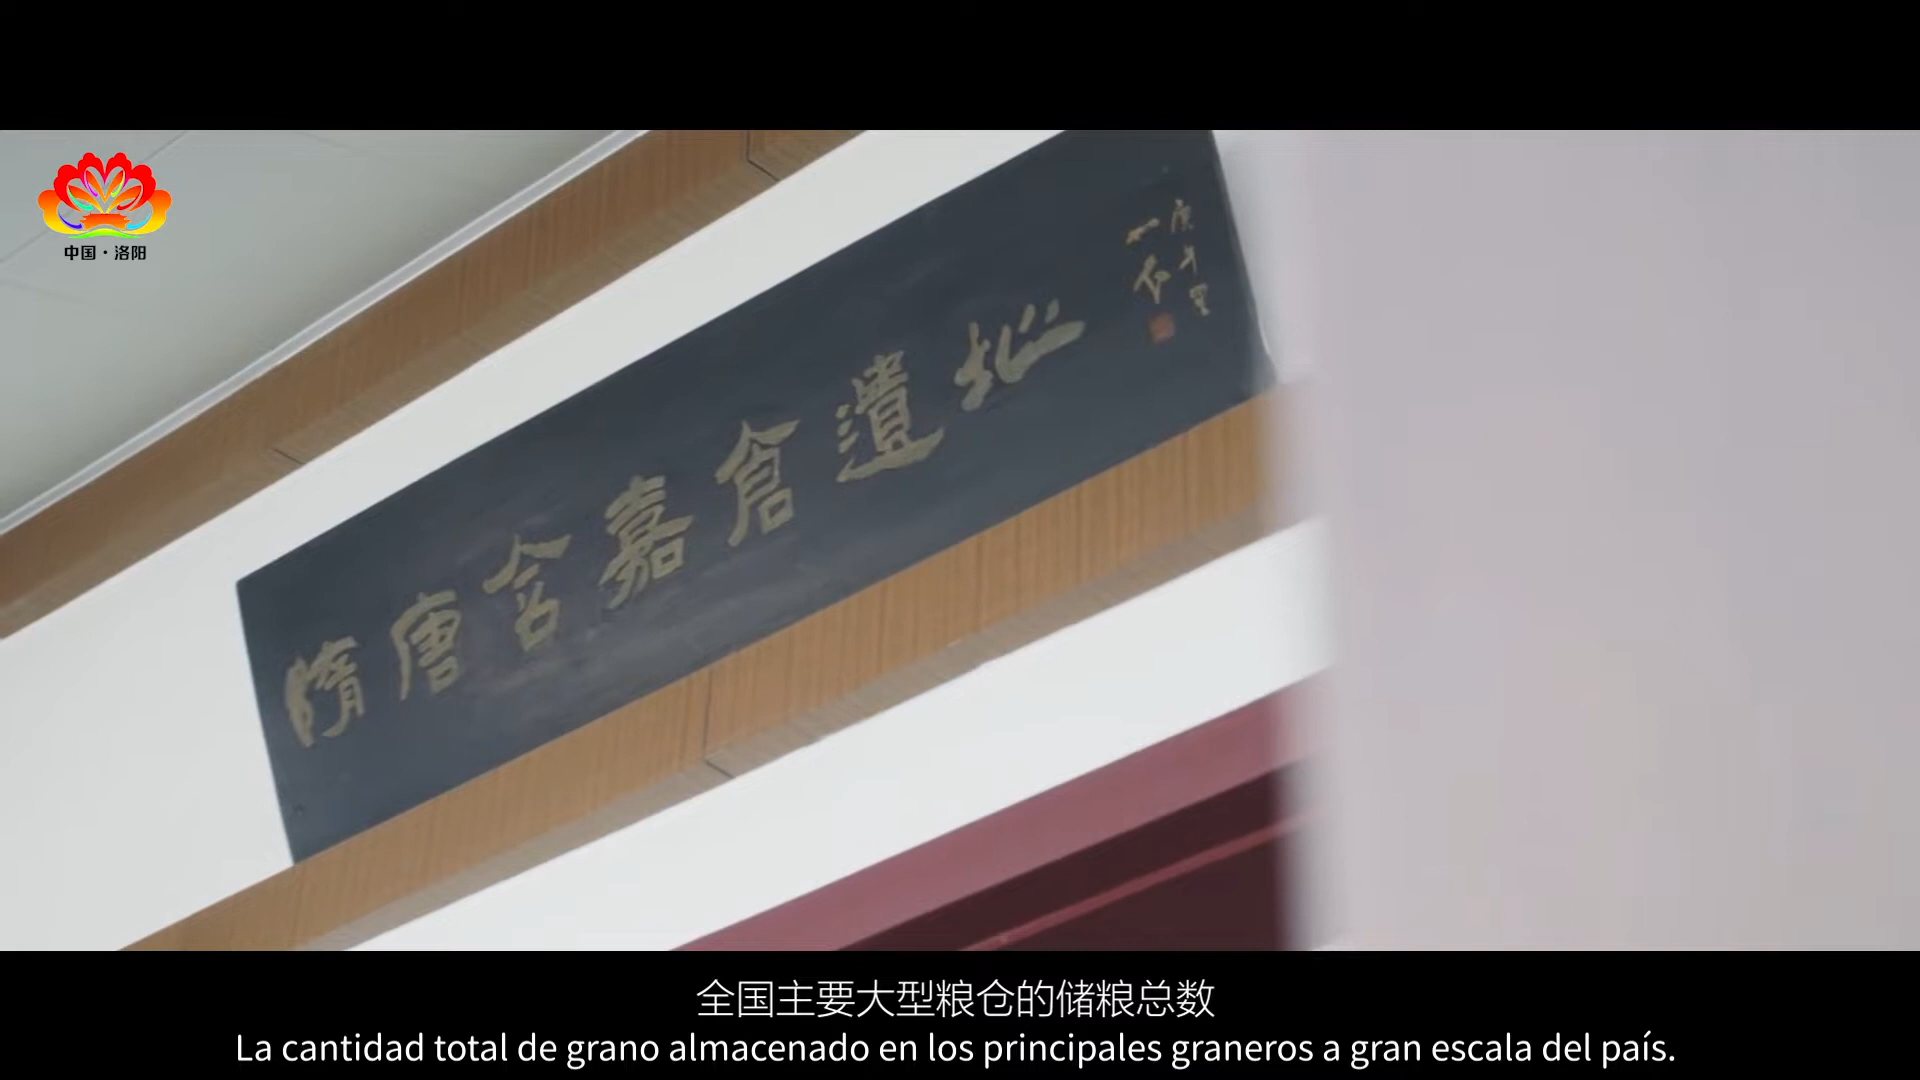 中国·洛阳
隋唐含嘉倉遺址
全国主要大型粮仓的储粮总数
La cantidad total de grano almacenado en los principales graneros a gran escala del país.